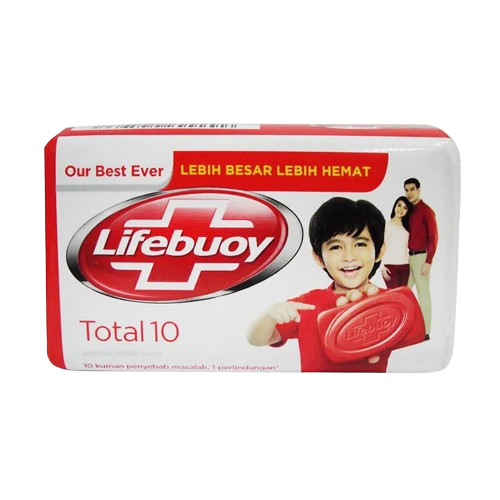 Our Best Ever
LEBIH BESAR LEBIH HEMAT
Lifebuoy
Lifebuoy
Total 10
10 kuman penyebab masalah, 1 perlindungan*